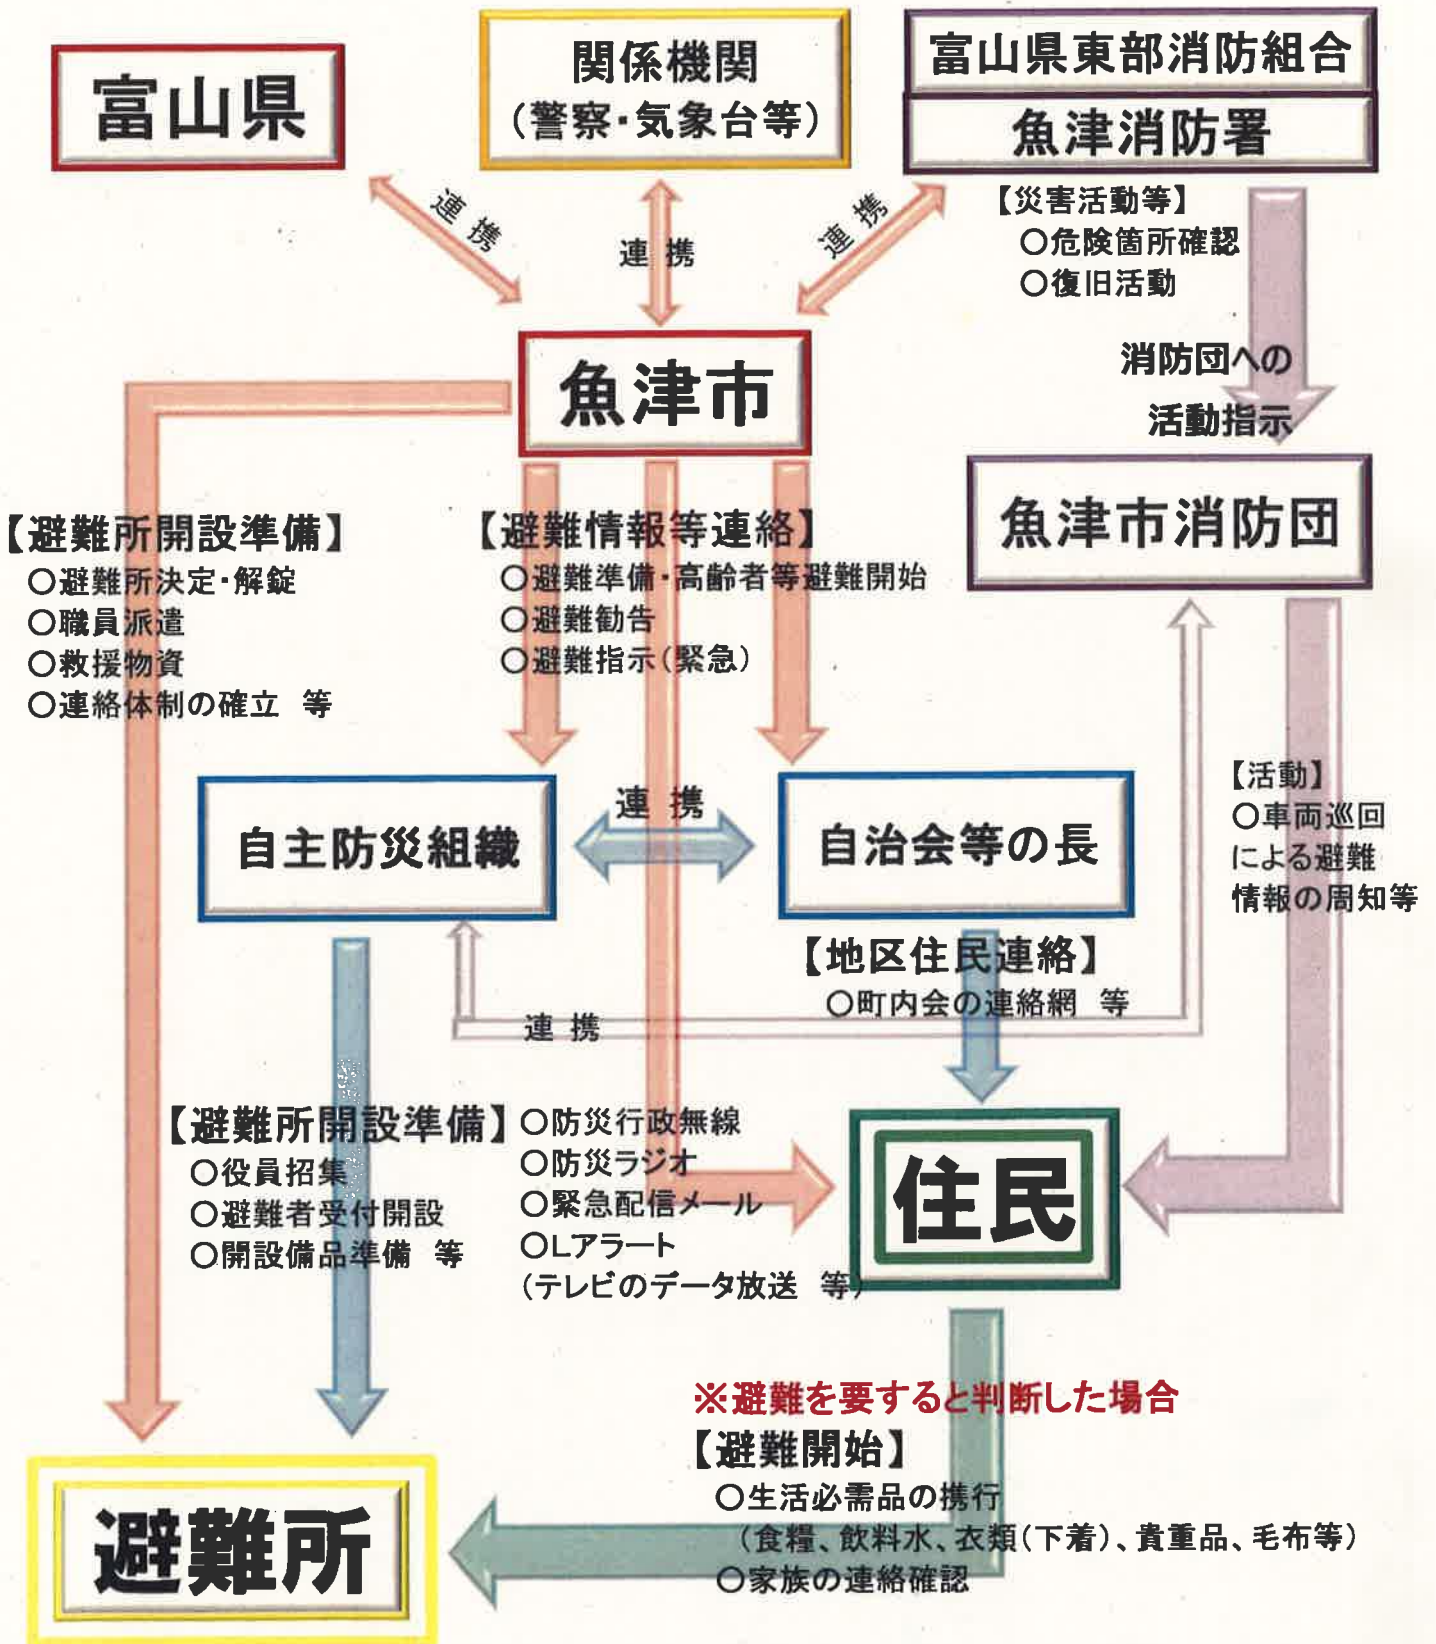 富山県
関係機関
（警察・気象台等）
富山県東部消防組合
魚津消防署
連携
連携
連携
【災害活動等】
○危険箇所確認
○復旧活動
消防団への
活動指示
魚津市
魚津市消防団
【避難所開設準備】
○避難所決定・解錠
○職員派遣
○救援物資
○連絡体制の確立 等
【避難情報等連絡】
○避難準備・高齢者等避難開始
○避難勧告
○避難指示（緊急）
自主防災組織
連携
自治会等の長
【活動】
○車両巡回
による避難
情報の周知等
【地区住民連絡】
○町内会の連絡網 等
連携
【避難所開設準備】
○役員招集
○避難者受付開設
○開設備品準備 等
○防災行政無線
○防災ラジオ
○緊急配信メール
○Lアラート
（テレビのデータ放送 等）
住民
※避難を要すると判断した場合
【避難開始】
○生活必需品の携行
（食糧、飲料水、衣類（下着）、貴重品、毛布等）
○家族の連絡確認
避難所